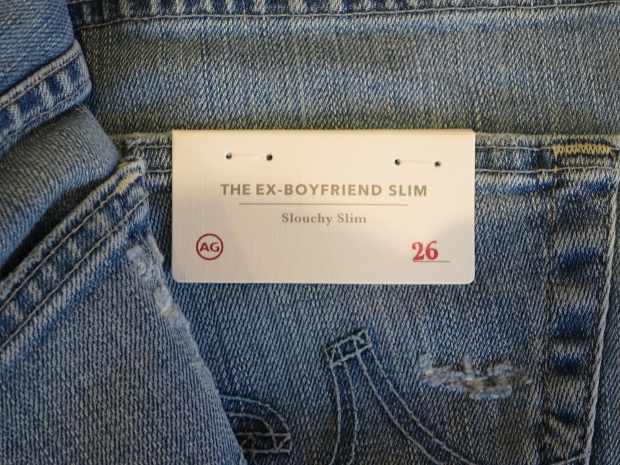 THE EX-BOYFRIEND SLIM
Slouchy Slim
AG
26